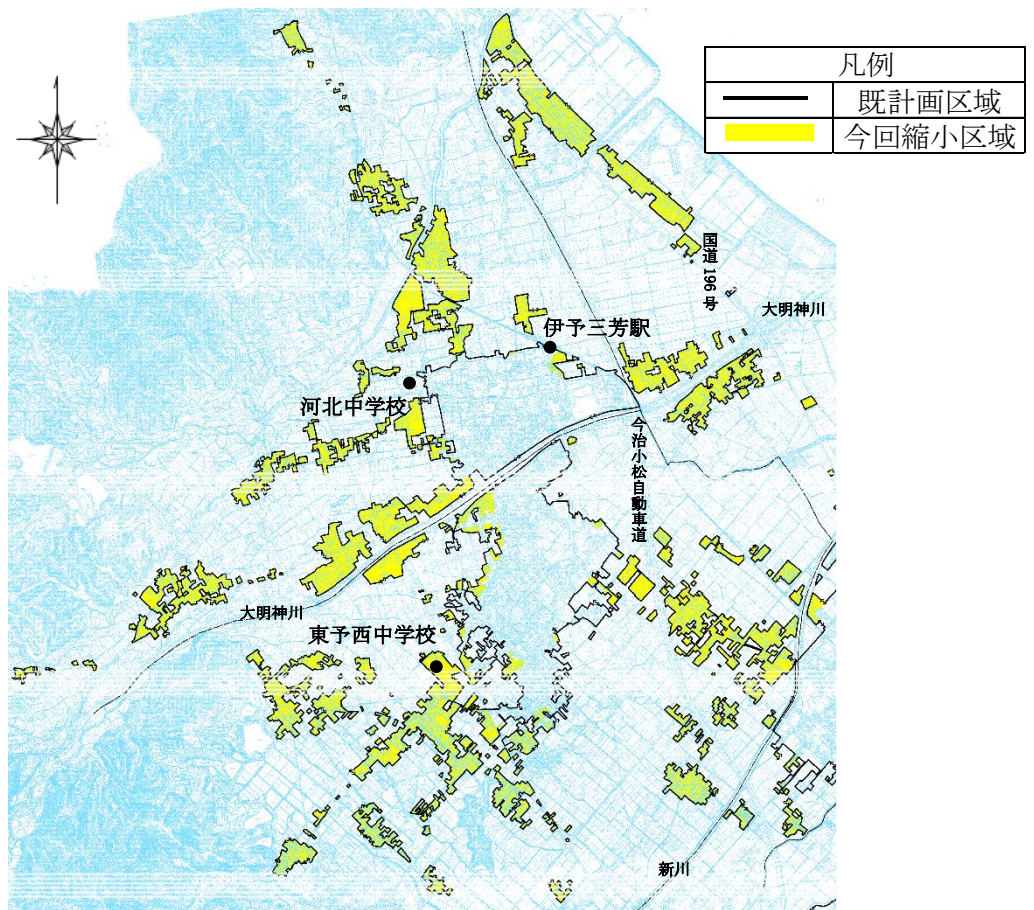 凡例
既計画区域
今回縮小区域
国道196号
大明神川
伊予三芳駅
河北中学校
今治小松自動車道
大明神川
東予西中学校
新川